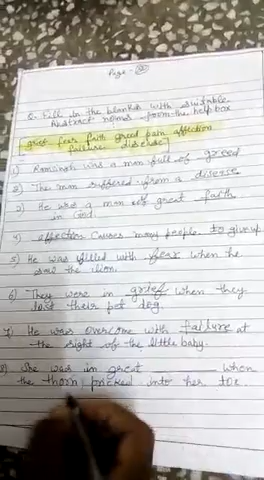 Page
Q. Fill in the blanks with suitable
Abstract nouns from the help box
grief fear faith greed pain affection
failure disease
1) Ramsingh was a man full of greed
2) The man suffered from a disease
3) He was a man of great faith
in God.
4) affection causes many people to give up
5) He was filled with fear when he
saw the lion.
6) They were in grief when they
lost their pet dog.
7) He was overcome with failure at
the sight of the little baby.
8) She was in great ______ when
the thorn pricked into her toe.